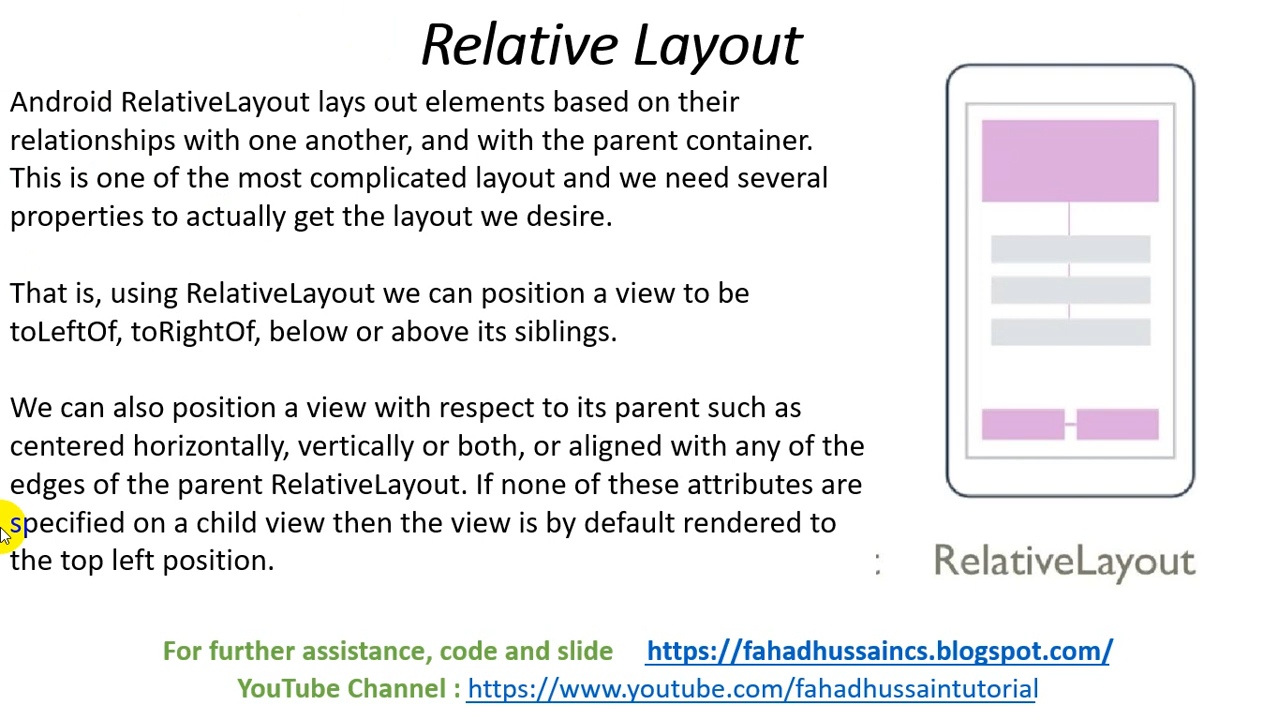 Relative Layout
Android RelativeLayout lays out elements based on their
relationships with one another, and with the parent container.
This is one of the most complicated layout and we need several
properties to actually get the layout we desire.
That is, using RelativeLayout we can position a view to be
toLeftOf, toRightOf, below or above its siblings.
We can also position a view with respect to its parent such as
centered horizontally, vertically or both, or aligned with any of the
edges of the parent RelativeLayout. If none of these attributes are
specified on a child view then the view is by default rendered to
the top left position.
: RelativeLayout
For further assistance, code and slide https://fahadhussaincs.blogspot.com/
YouTube Channel : https://www.youtube.com/fahadhussaintutorial